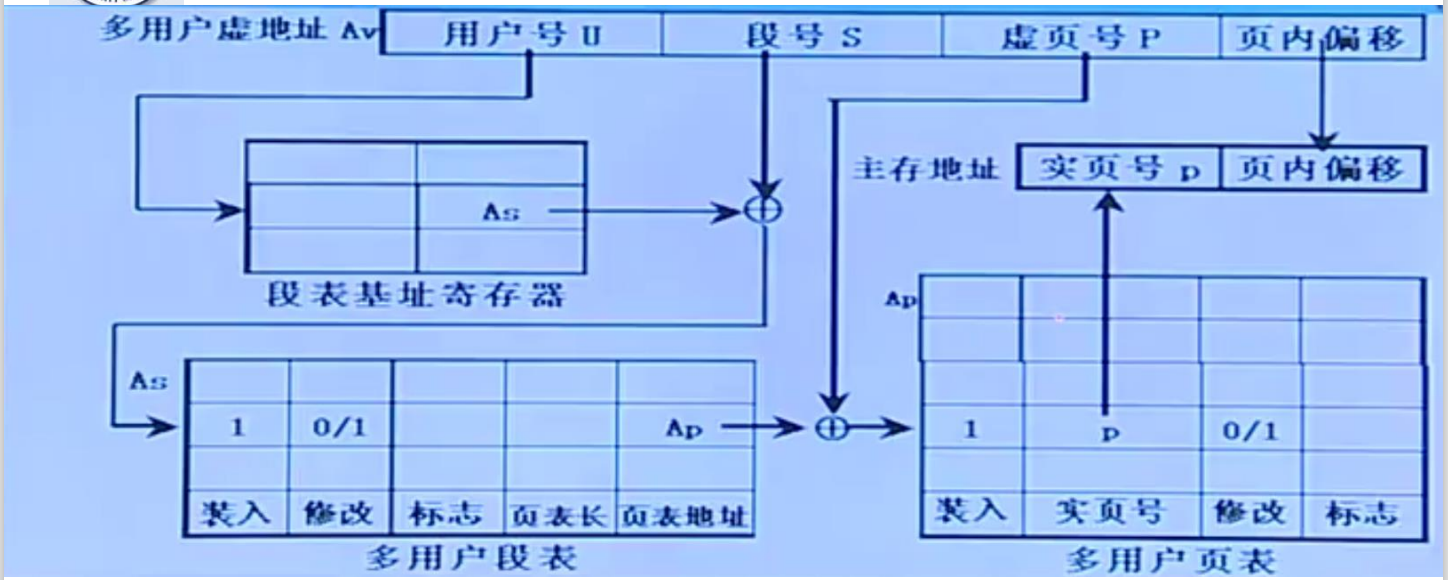 多用户虚地址 Av 用户号 U 段号 S 虚页号 P 页内偏移
主存地址 实页号 p 页内偏移
As
段表基址寄存器
Ap
As
1 0/1 Ap
装入 修改 标志 页表长 页表地址
多用户段表
1 p 0/1
装入 实页号 修改 标志
多用户页表